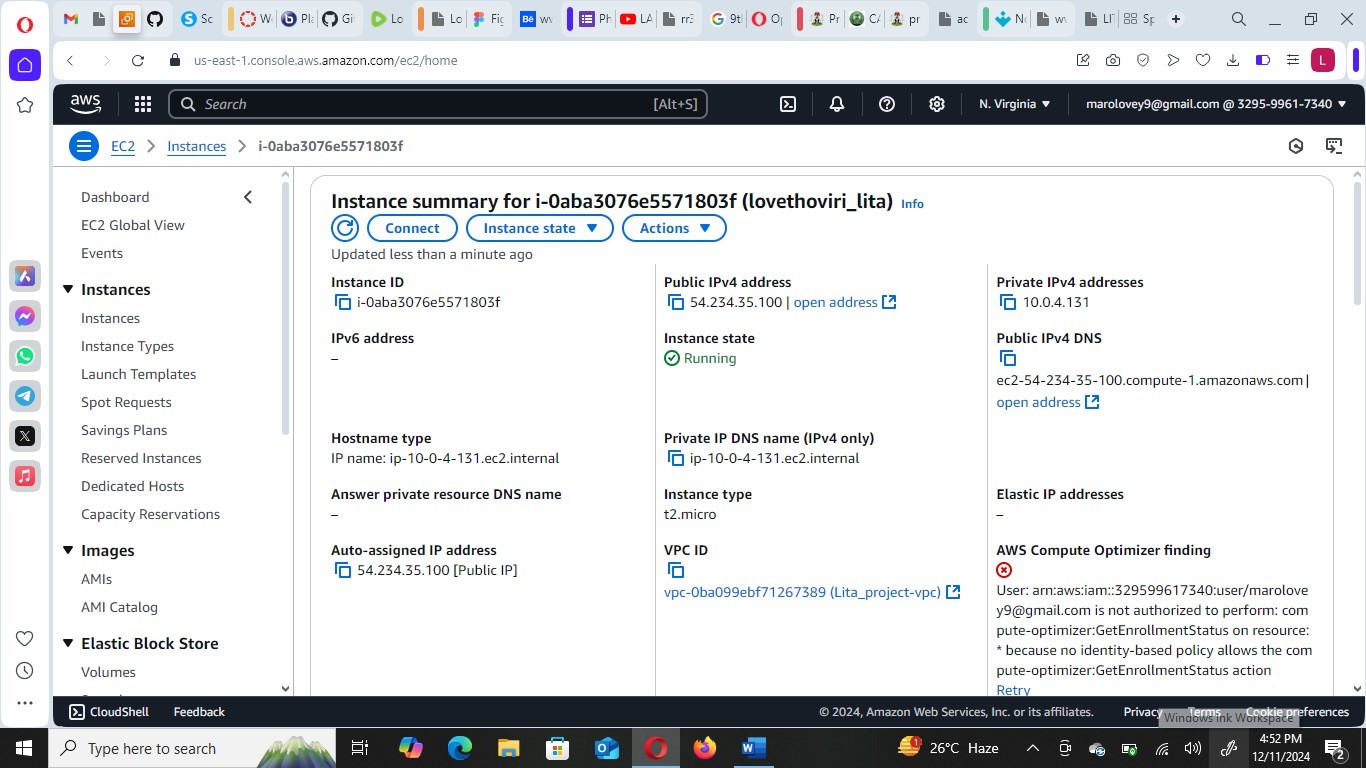 Sc
W
Pl
Git
Lo
Lo
Fig
Bē
wv
Ph
LA
rr3
9tl
Op
Pr
CA
pr
ac
No
wv
LI
Sp
us-east-1.console.aws.amazon.com/ec2/home
L
aws
Search
[Alt+S]
N. Virginia
marolovey9@gmail.com @ 3295-9961-7340
EC2
Instances
i-0aba3076e5571803f
Dashboard
EC2 Global View
Events
Instances
Instances
Instance Types
Launch Templates
Spot Requests
Savings Plans
Reserved Instances
Dedicated Hosts
Capacity Reservations
Images
AMIs
AMI Catalog
Elastic Block Store
Volumes
Instance summary for i-0aba3076e5571803f (lovethoviri_lita) Info
Connect
Instance state
Actions
Updated less than a minute ago
Instance ID
i-0aba3076e5571803f
Public IPv4 address
54.234.35.100 | open address
Private IPv4 addresses
10.0.4.131
IPv6 address
–
Instance state
Running
Public IPv4 DNS
ec2-54-234-35-100.compute-1.amazonaws.com |
open address
Hostname type
IP name: ip-10-0-4-131.ec2.internal
Private IP DNS name (IPv4 only)
ip-10-0-4-131.ec2.internal
Answer private resource DNS name
–
Instance type
t2.micro
Elastic IP addresses
–
Auto-assigned IP address
54.234.35.100 [Public IP]
VPC ID
vpc-0ba099ebf71267389 (Lita_project-vpc)
AWS Compute Optimizer finding
User: arn:aws:iam::329599617340:user/marolove
y9@gmail.com is not authorized to perform: com
pute-optimizer:GetEnrollmentStatus on resource:
* because no identity-based policy allows the com
pute-optimizer:GetEnrollmentStatus action
Retry
CloudShell
Feedback
© 2024, Amazon Web Services, Inc. or its affiliates.
Privacy
Terms
Cookie preferences
Windows Ink Workspace
Type here to search
1
26°C Haze
4:52 PM
12/11/2024
2